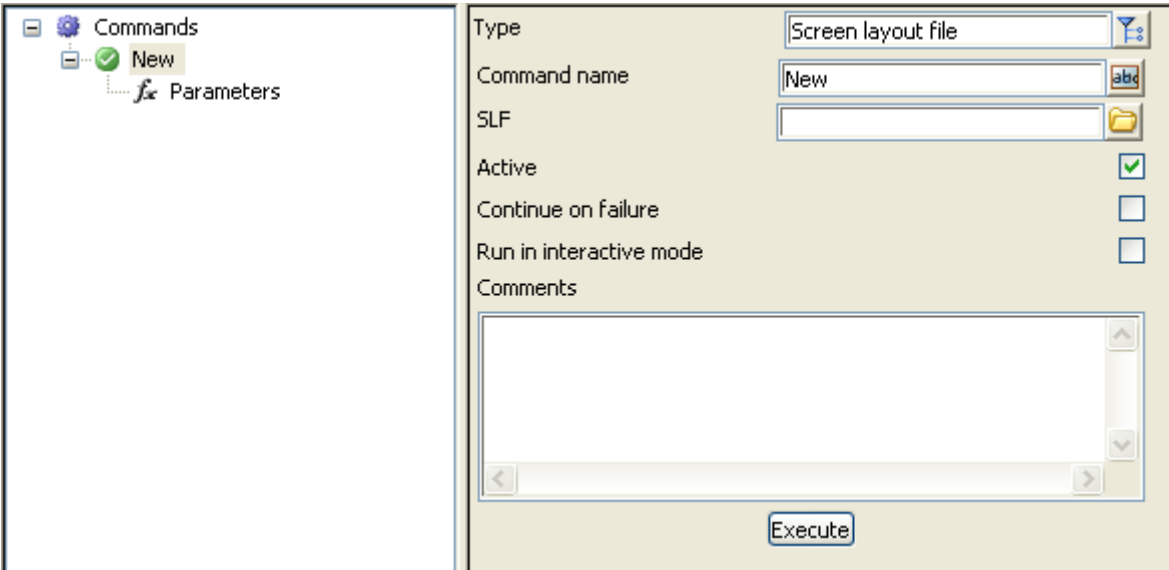 Commands
New
Parameters
Type
Screen layout file
Command name
New
abc
SLF
Active
Continue on failure
Run in interactive mode
Comments
Execute